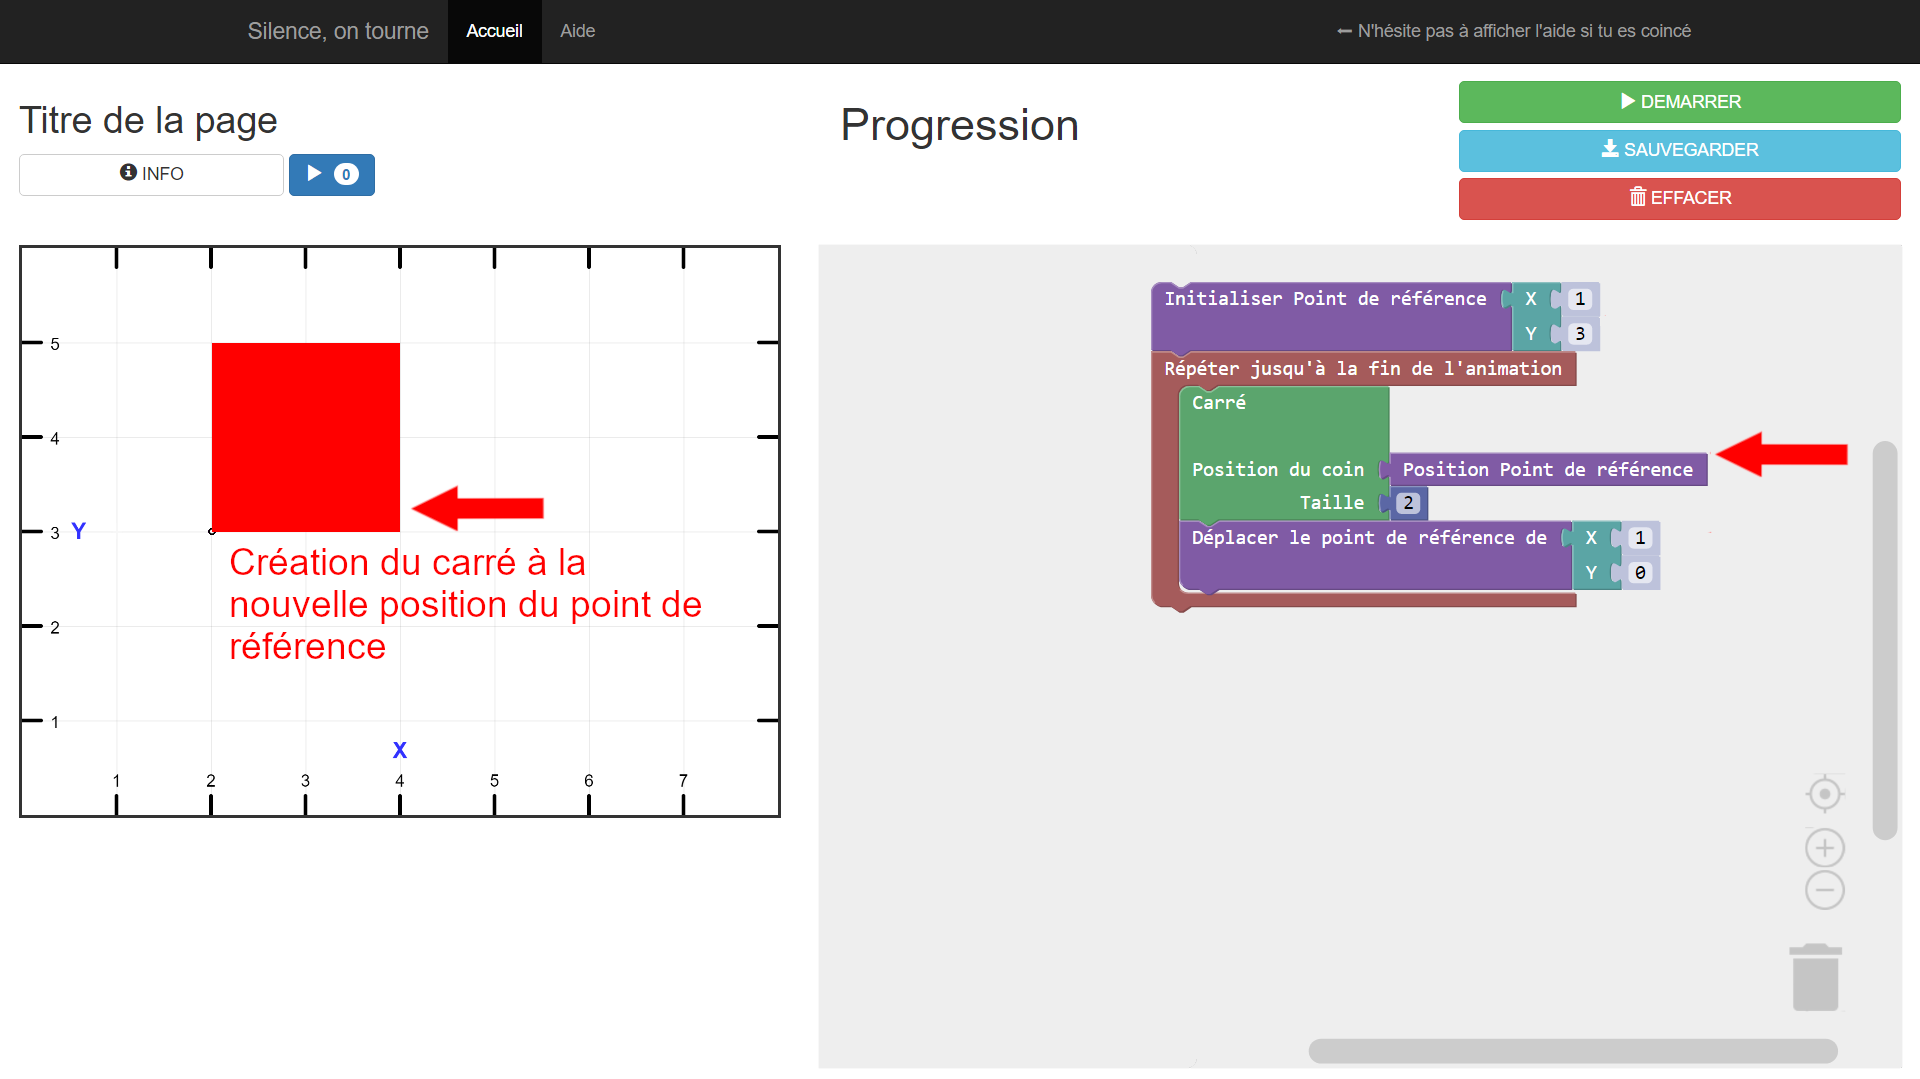 Silence, on tourne
Accueil
Aide
N'hésite pas à afficher l'aide si tu es coincé
Titre de la page
INFO
0
Progression
DEMARRER
SAUVEGARDER
EFFACER
5
4
3 Y
2
1
X
1 2 3 4 5 6 7
Création du carré à la
nouvelle position du point de
référence
Initialiser Point de référence X 1
Y 3
Répéter jusqu'à la fin de l'animation
Carré
Position du coin Position Point de référence
Taille 2
Déplacer le point de référence de X 1
Y 0